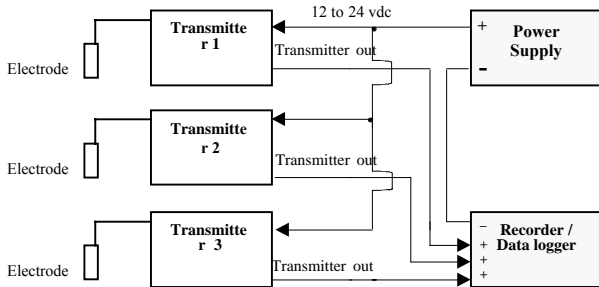 12 to 24 vdc
Transmitte
r 1
Transmitter out
Electrode
+
-
Power
Supply
Transmitte
r 2
Transmitter out
Electrode
Transmitte
r 3
Transmitter out
Electrode
−
+
+
+
Recorder /
Data logger